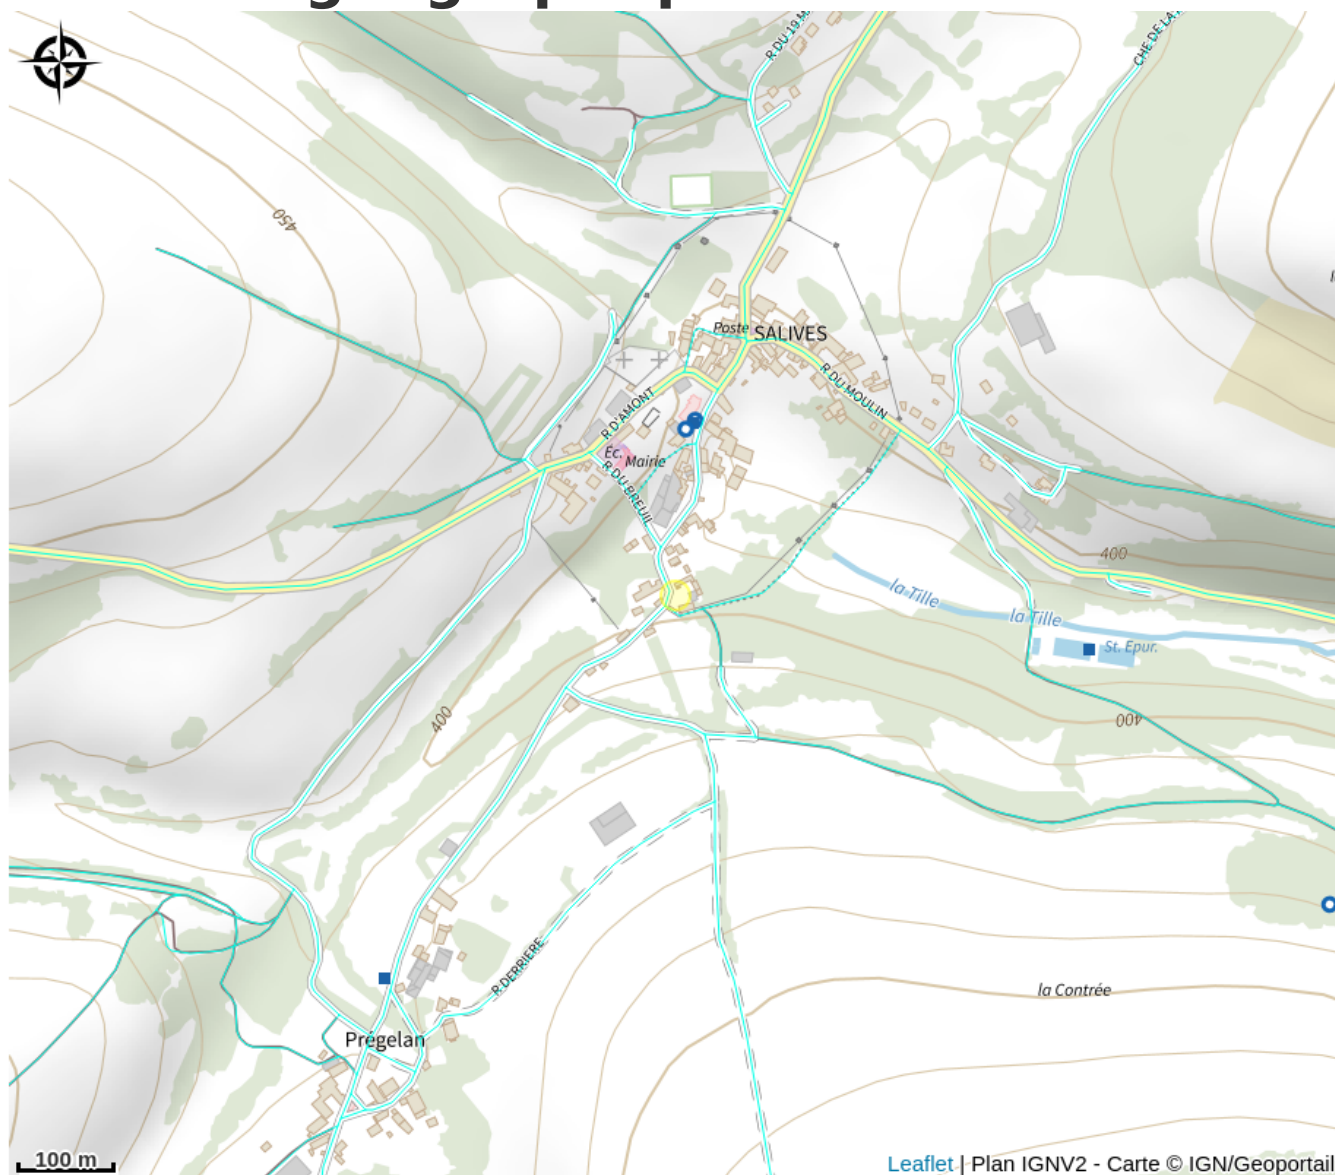 R DU 19 M
CHE DE LA
450
Poste
SALIVES
R DU MOULIN
R D'AMONT
Éc.
Mairie
R DU BREUIL
400
la Tille
la Tille
St. Epur.
400
400
R DERRIERE
la Contrée
Prégelan
100 m
Leaflet | Plan IGNV2 - Carte © IGN/Geoportail